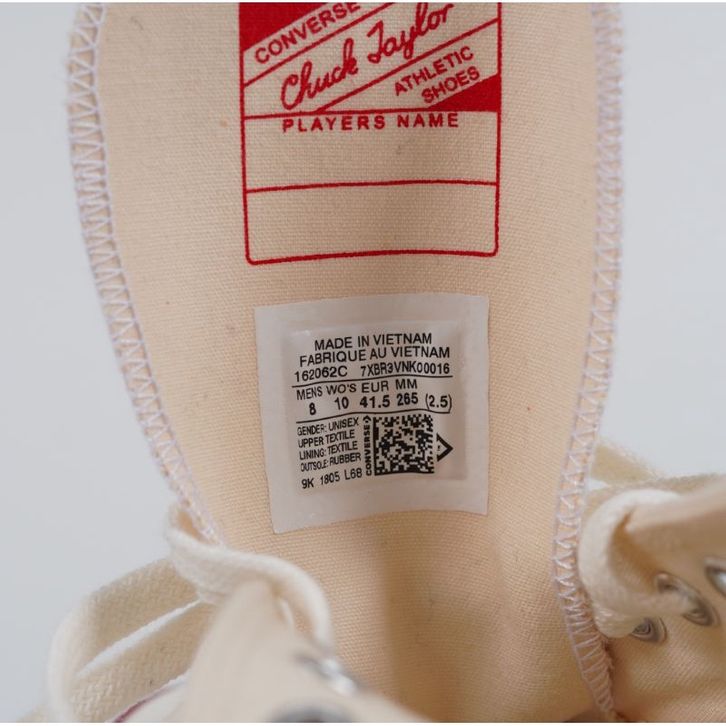 CONVERSE
Chuck Taylor
ATHLETIC
SHOES
PLAYERS NAME
MADE IN VIETNAM
FABRIQUE AU VIETNAM
162062C 7XBR3VNK00016
MENS WO'S EUR MM
8 10 41.5 265 (2.5)
GENDER: UNISEX
UPPER TEXTILE
LINING: TEXTILE
OUTSOLE: RUBBER
CONVERSE
9K 1805 L68